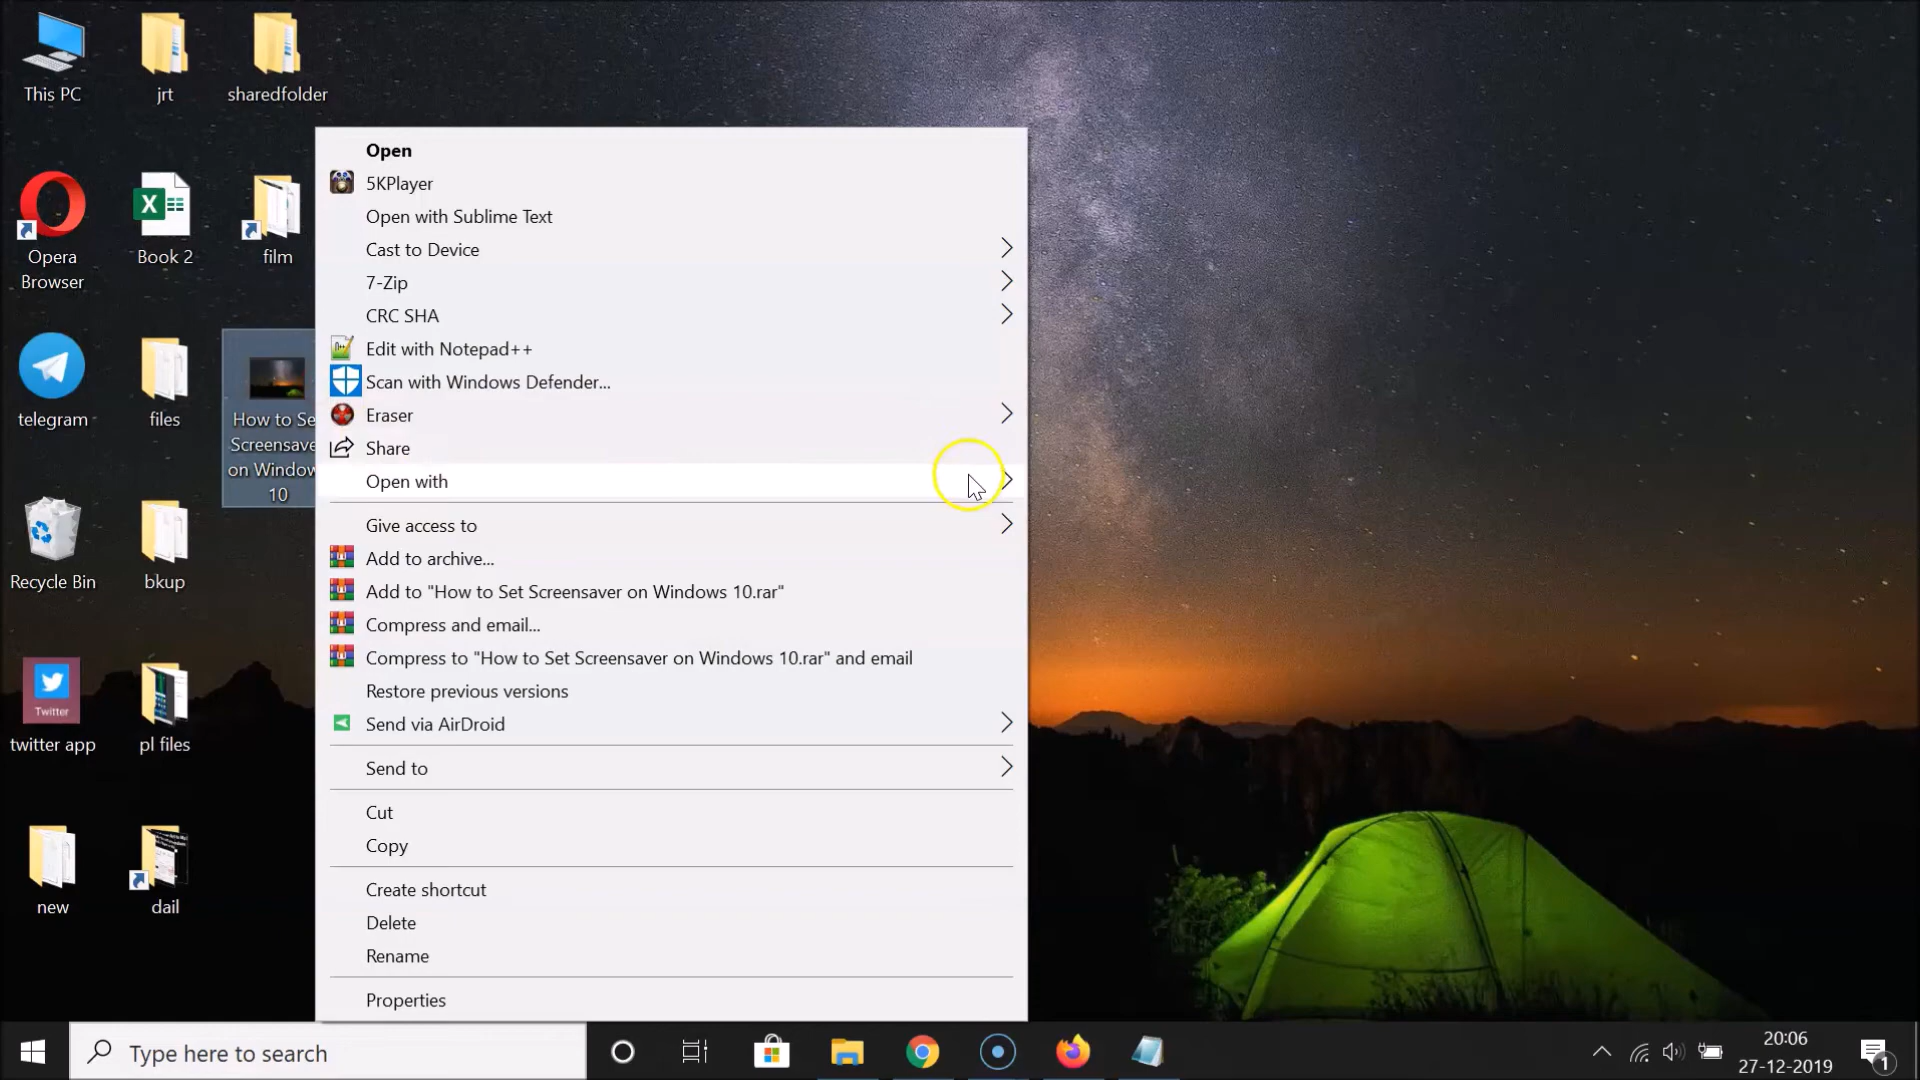 This PC
jrt
sharedfolder
Opera
Browser
Book 2
film
telegram
files
How to Se
Screensave
on Window
10
Recycle Bin
bkup
Twitter
twitter app
pl files
new
dail
Open
5KPlayer
Open with Sublime Text
Cast to Device
7-Zip
CRC SHA
Edit with Notepad++
Scan with Windows Defender...
Eraser
Share
Open with
Give access to
Add to archive...
Add to "How to Set Screensaver on Windows 10.rar"
Compress and email...
Compress to "How to Set Screensaver on Windows 10.rar" and email
Restore previous versions
Send via AirDroid
Send to
Cut
Copy
Create shortcut
Delete
Rename
Properties
Type here to search
20:06
27-12-2019
1